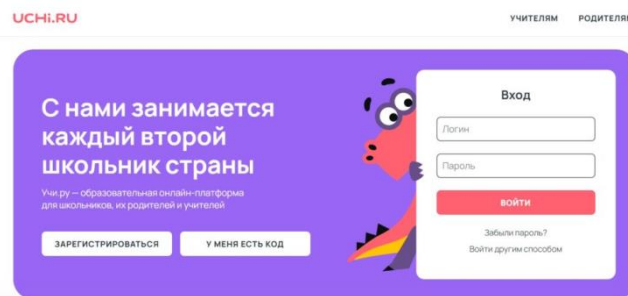 UCHi.RU
УЧИТЕЛЯМ РОДИТЕЛЯМ
С нами занимается
каждый второй
школьник страны
Учи.ру — образовательная онлайн-платформа
для школьников, их родителей и учителей
ЗАРЕГИСТРИРОВАТЬСЯ
У МЕНЯ ЕСТЬ КОД
Вход
Логин
Пароль
ВОЙТИ
Забыли пароль?
Войти другим способом